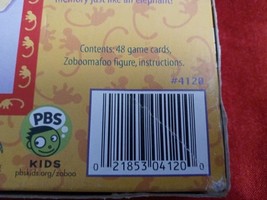 memory just like an elephant!
Contents: 48 game cards,
Zoboomafoo figure, instructions.
#4120
PBS
KIDS
pbskids.org/zoboo
0 21853 04120 0